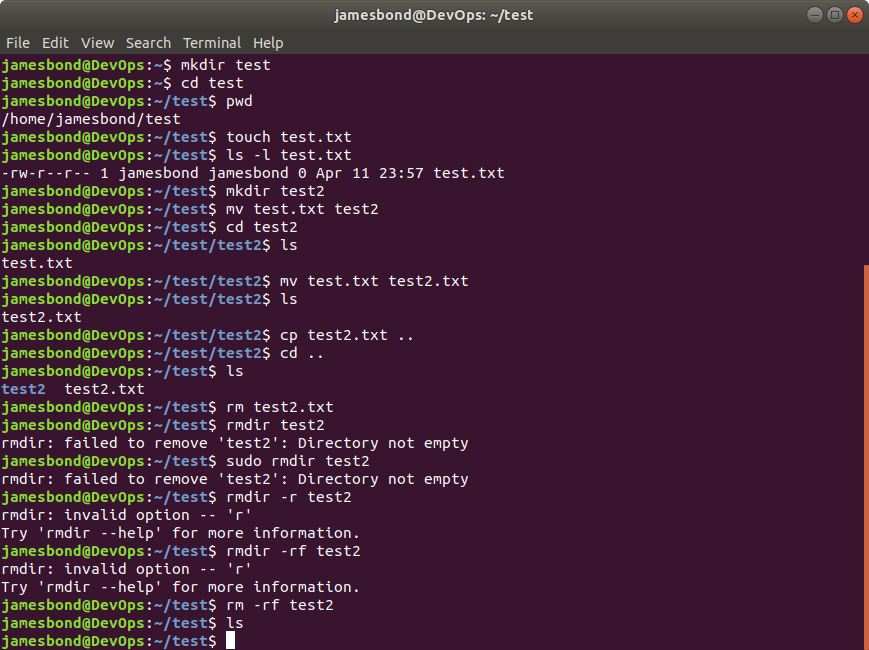 jamesbond@DevOps: ~/test
File Edit View Search Terminal Help
jamesbond@DevOps:~$ mkdir test
jamesbond@DevOps:~$ cd test
jamesbond@DevOps:~/test$ pwd
/home/jamesbond/test
jamesbond@DevOps:~/test$ touch test.txt
jamesbond@DevOps:~/test$ ls -l test.txt
-rw-r--r-- 1 jamesbond jamesbond 0 Apr 11 23:57 test.txt
jamesbond@DevOps:~/test$ mkdir test2
jamesbond@DevOps:~/test$ mv test.txt test2
jamesbond@DevOps:~/test$ cd test2
jamesbond@DevOps:~/test/test2$ ls
test.txt
jamesbond@DevOps:~/test/test2$ mv test.txt test2.txt
jamesbond@DevOps:~/test/test2$ ls
test2.txt
jamesbond@DevOps:~/test/test2$ cp test2.txt ..
jamesbond@DevOps:~/test/test2$ cd ..
jamesbond@DevOps:~/test$ ls
test2  test2.txt
jamesbond@DevOps:~/test$ rm test2.txt
jamesbond@DevOps:~/test$ rmdir test2
rmdir: failed to remove 'test2': Directory not empty
jamesbond@DevOps:~/test$ sudo rmdir test2
rmdir: failed to remove 'test2': Directory not empty
jamesbond@DevOps:~/test$ rmdir -r test2
rmdir: invalid option -- 'r'
Try 'rmdir --help' for more information.
jamesbond@DevOps:~/test$ rmdir -rf test2
rmdir: invalid option -- 'r'
Try 'rmdir --help' for more information.
jamesbond@DevOps:~/test$ rm -rf test2
jamesbond@DevOps:~/test$ ls
jamesbond@DevOps:~/test$